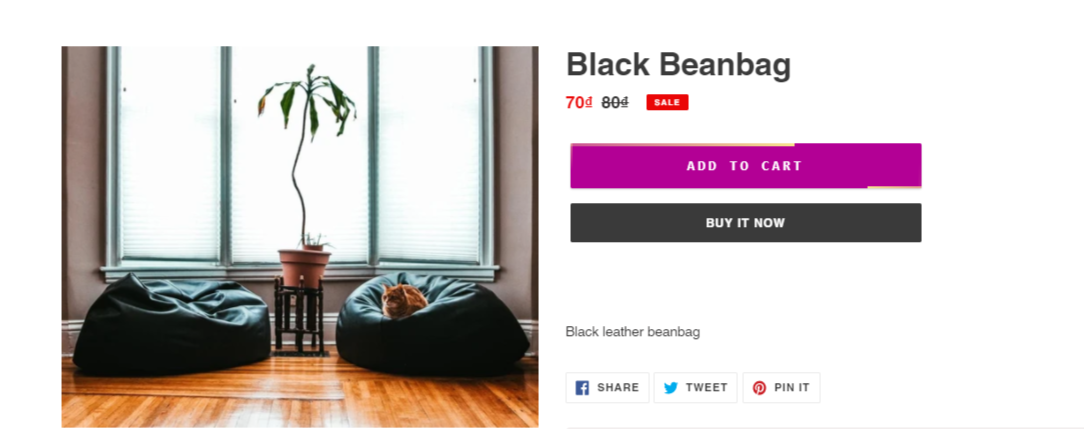 Black Beanbag
70₫ 80₫ SALE
ADD TO CART
BUY IT NOW
Black leather beanbag
SHARE TWEET PIN IT